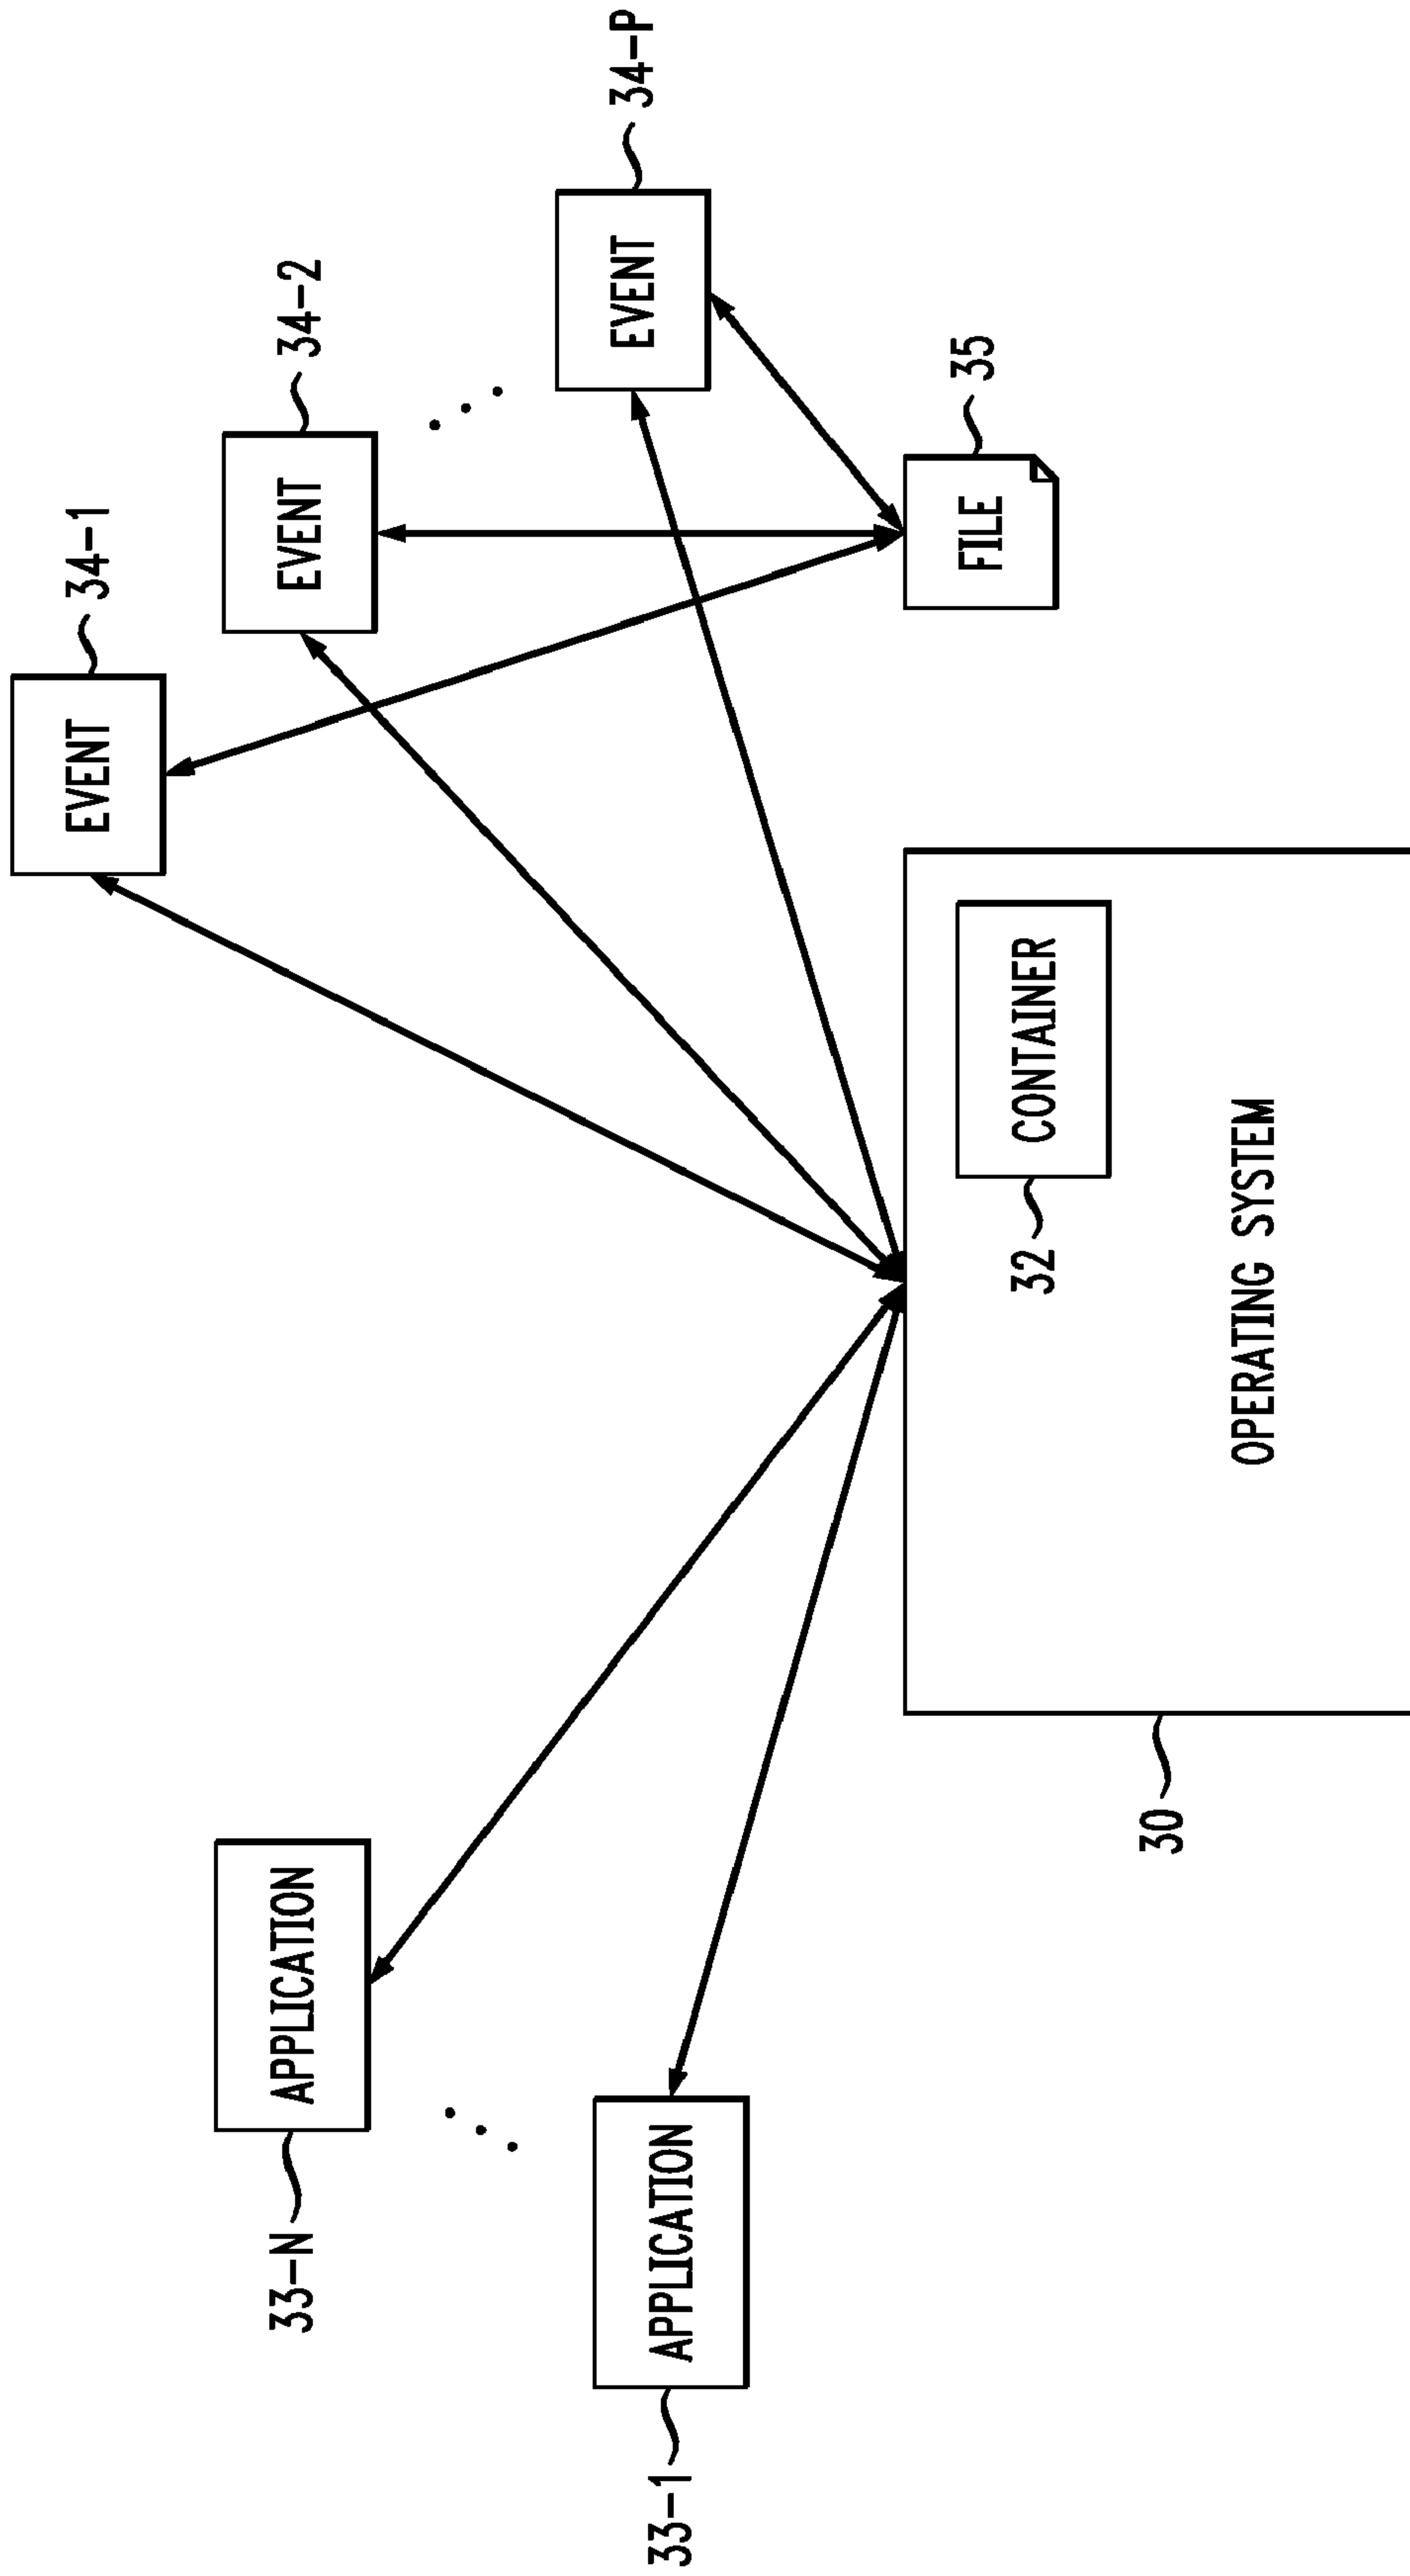 34-1
EVENT
33-N
APPLICATION
EVENT
34-2
33-1
APPLICATION
EVENT
34-P
FILE
35
32
CONTAINER
30
OPERATING SYSTEM